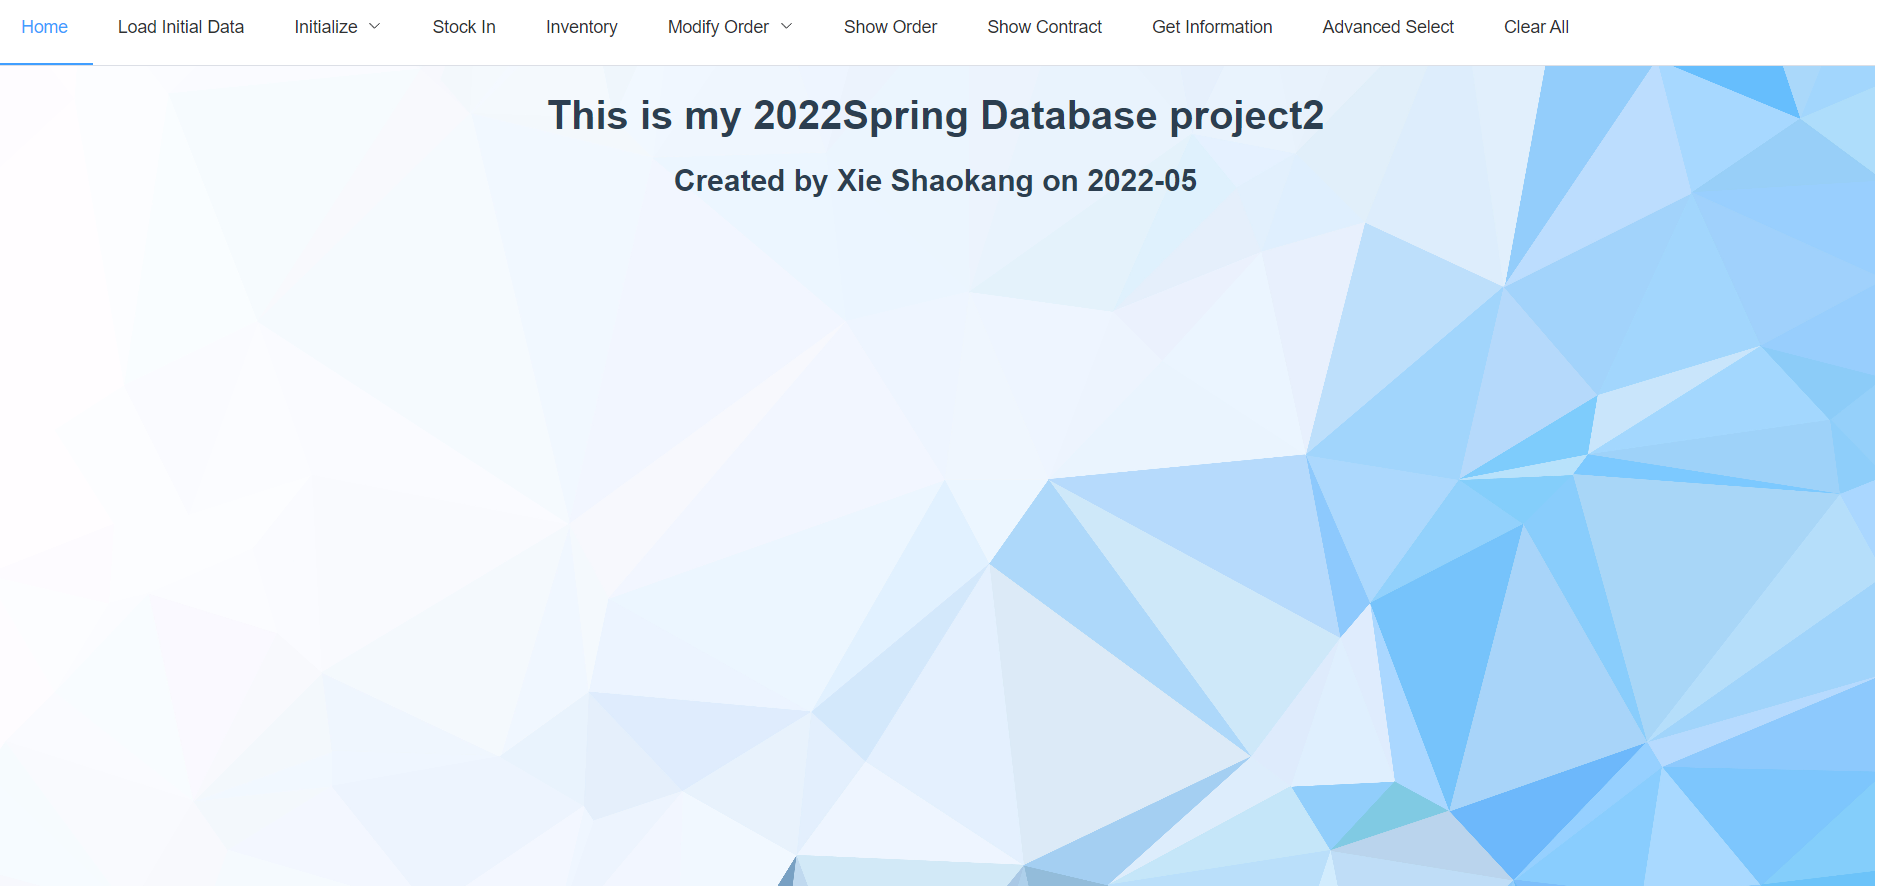 Home Load Initial Data Initialize Stock In Inventory Modify Order Show Order Show Contract Get Information Advanced Select Clear All
This is my 2022Spring Database project2
Created by Xie Shaokang on 2022-05